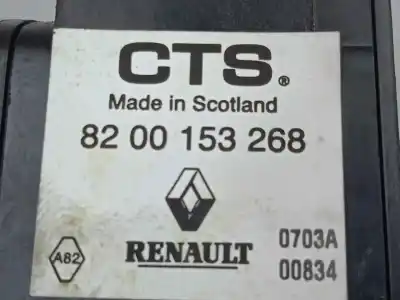 CTS®
Made in Scotland
82 00 153 268
A82
RENAULT
0703A
00834